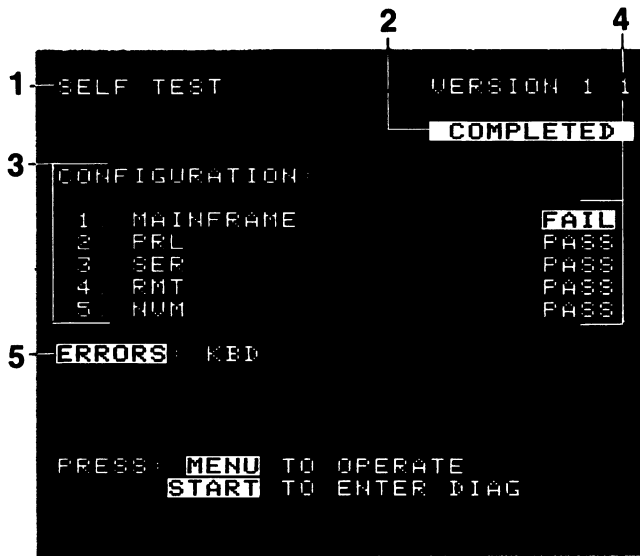 2 4
1 SELF TEST VERSION 1 1
COMPLETED
3 CONFIGURATION:
1 MAINFRAME FAIL
2 PRL PASS
3 SER PASS
4 RMT PASS
5 NUM PASS
5 ERRORS: KBD
PRESS: MENU TO OPERATE
START TO ENTER DIAG